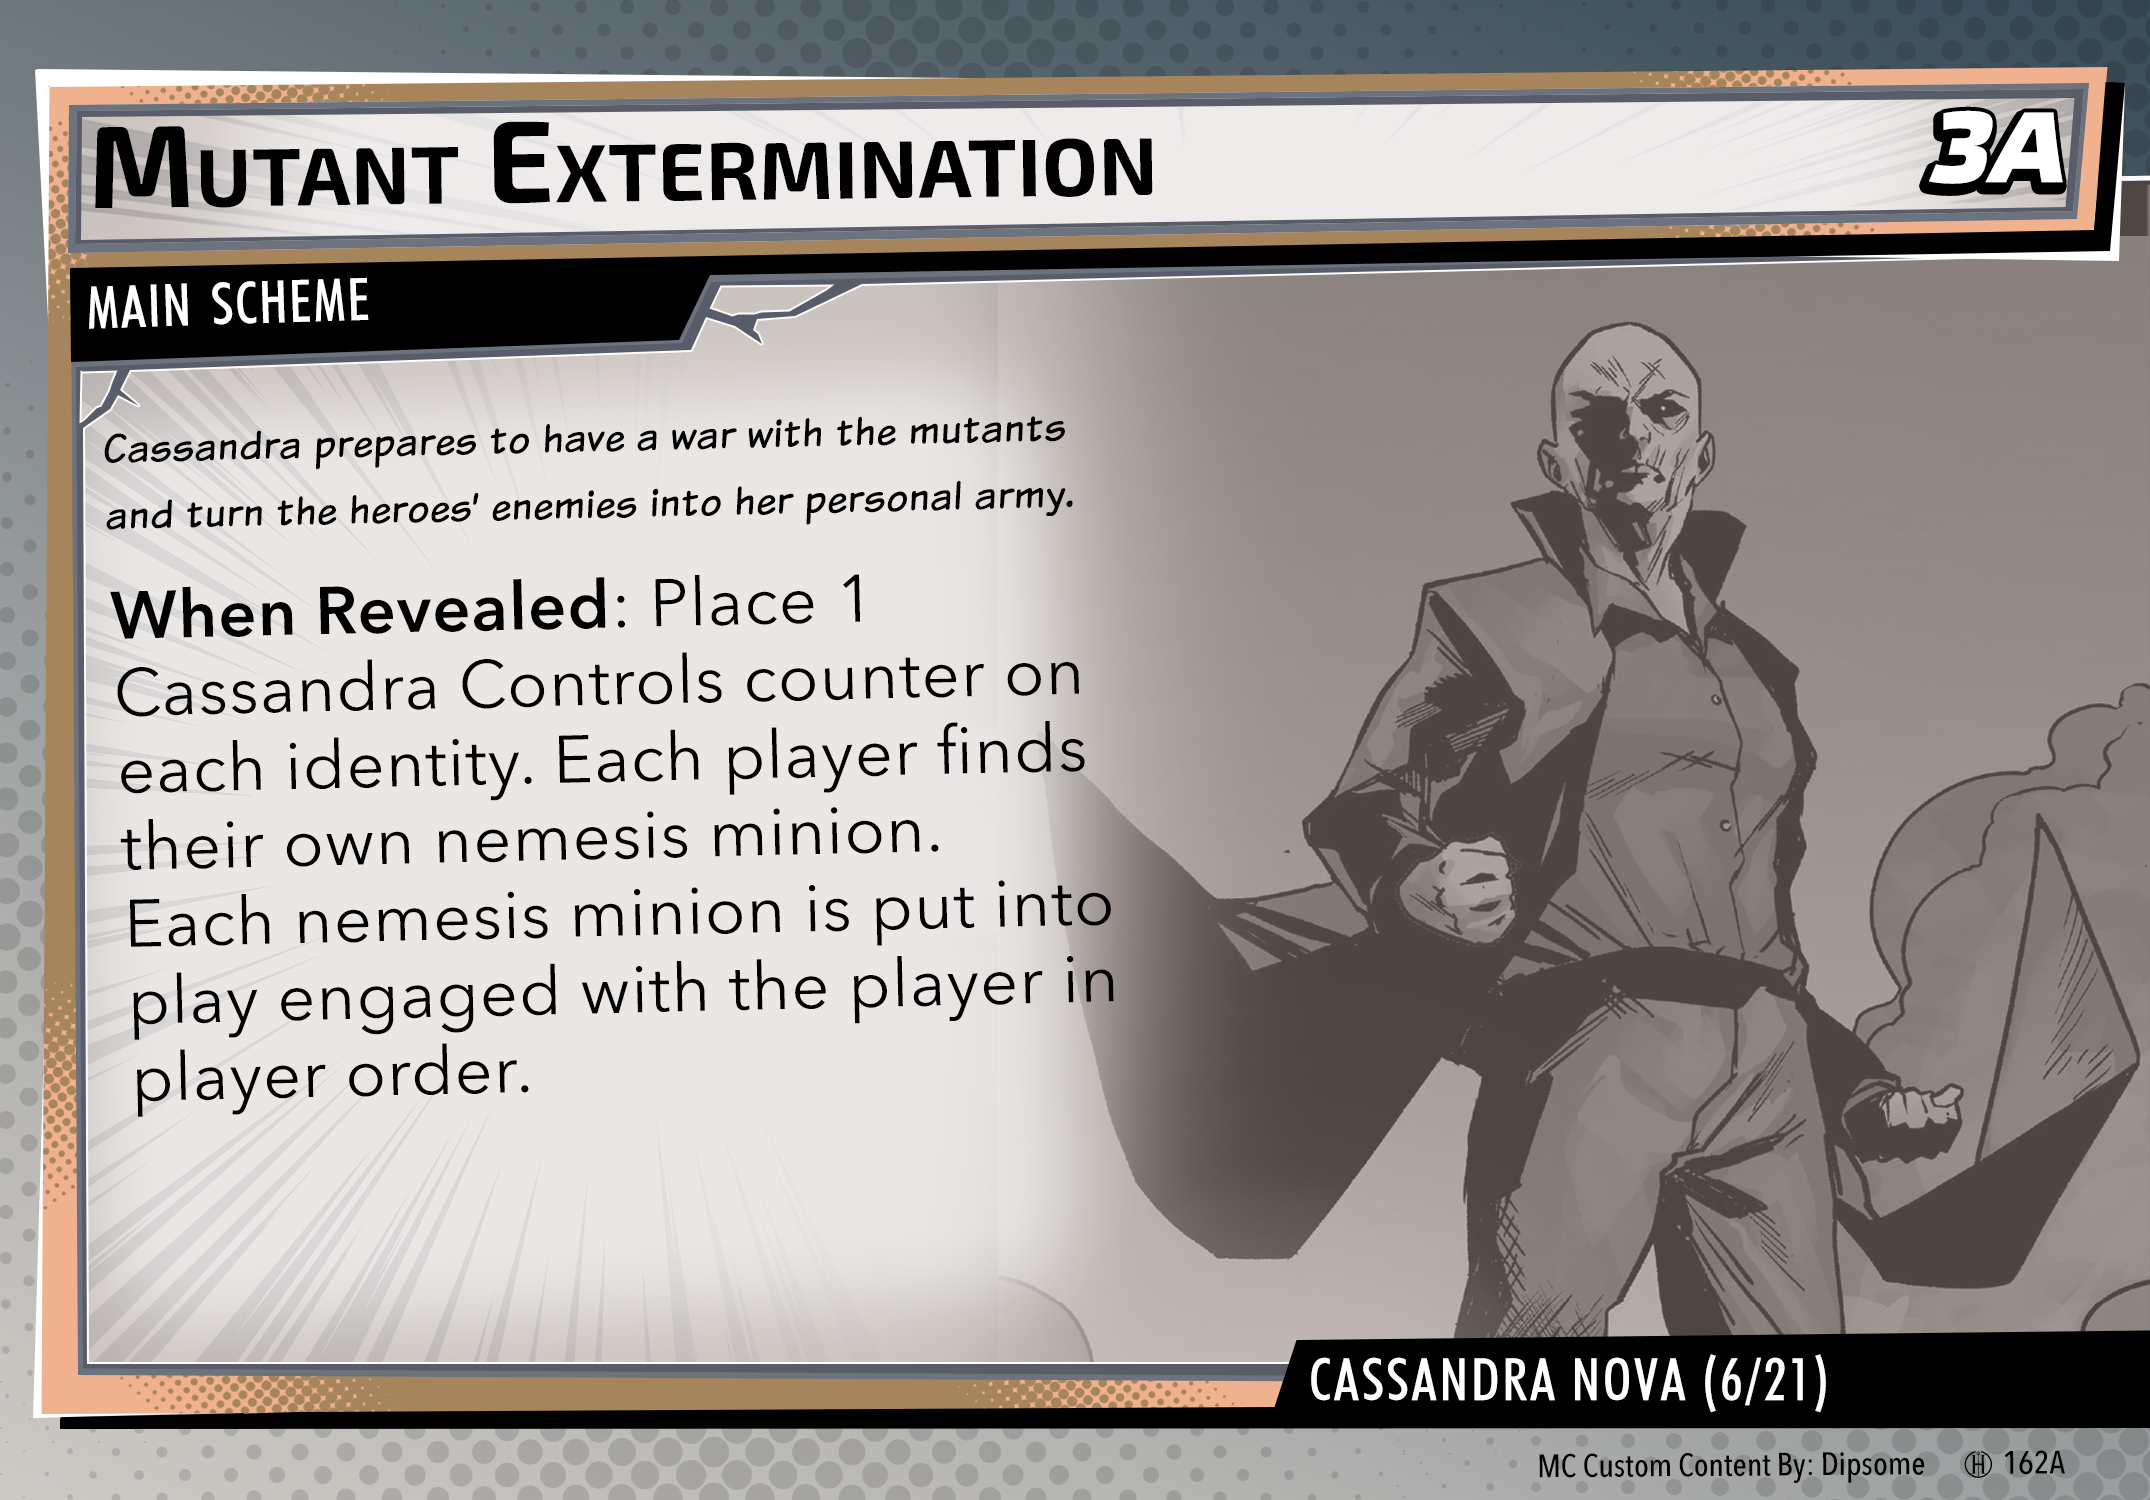 Mutant Extermination
3A
MAIN SCHEME
Cassandra prepares to have a war with the mutants
and turn the heroes' enemies into her personal army.
When Revealed: Place 1
Cassandra Controls counter on
each identity. Each player finds
their own nemesis minion.
Each nemesis minion is put into
play engaged with the player in
player order.
CASSANDRA NOVA (6/21)
MC Custom Content By: Dipsome
162A